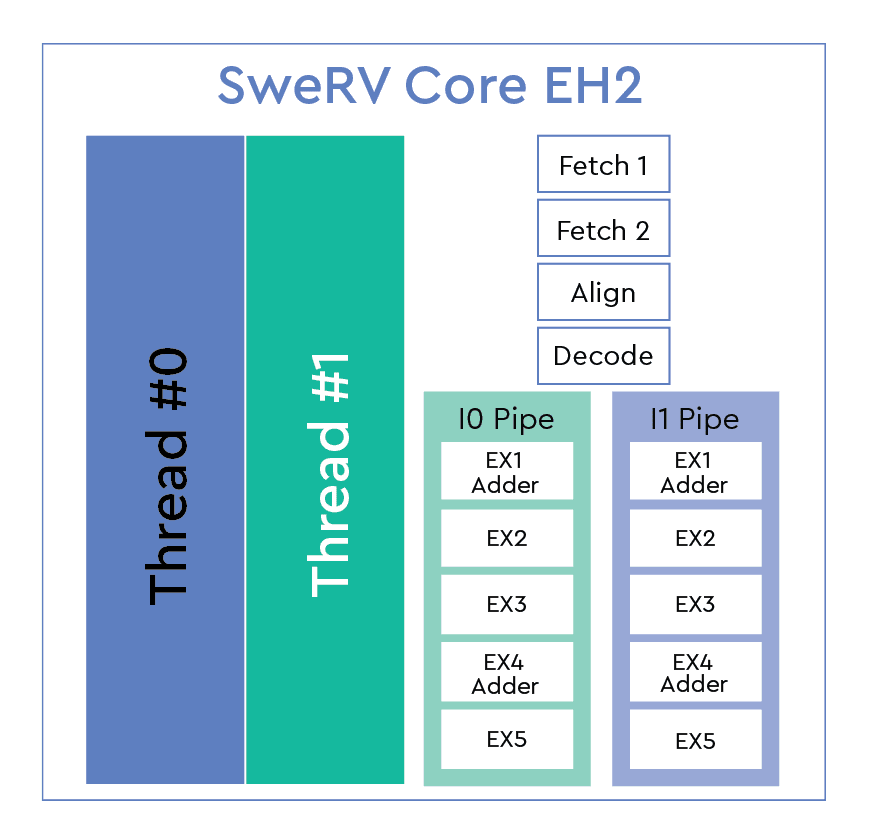 SweRV Core EH2
Thread #0
Thread #1
Fetch 1
Fetch 2
Align
Decode
I0 Pipe
EX1
Adder
EX2
EX3
EX4
Adder
EX5
I1 Pipe
EX1
Adder
EX2
EX3
EX4
Adder
EX5